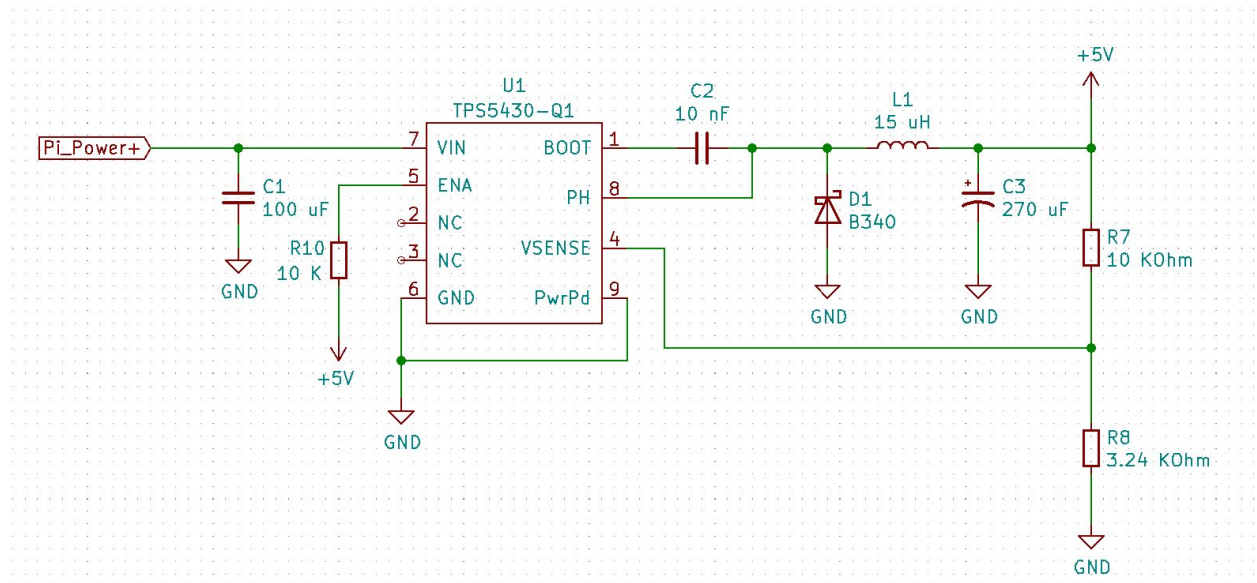 +5V
U1
TPS5430-Q1
C2
10 nF
L1
15 uH
Pi_Power+
7
VIN
BOOT
1
5
ENA
C1
100 uF
PH
8
2
NC
D1
B340
C3
270 uF
R10
10 K
3
NC
VSENSE
4
R7
10 KOhm
6
GND
PwrPd
9
GND
GND
GND
+5V
GND
R8
3.24 KOhm
GND